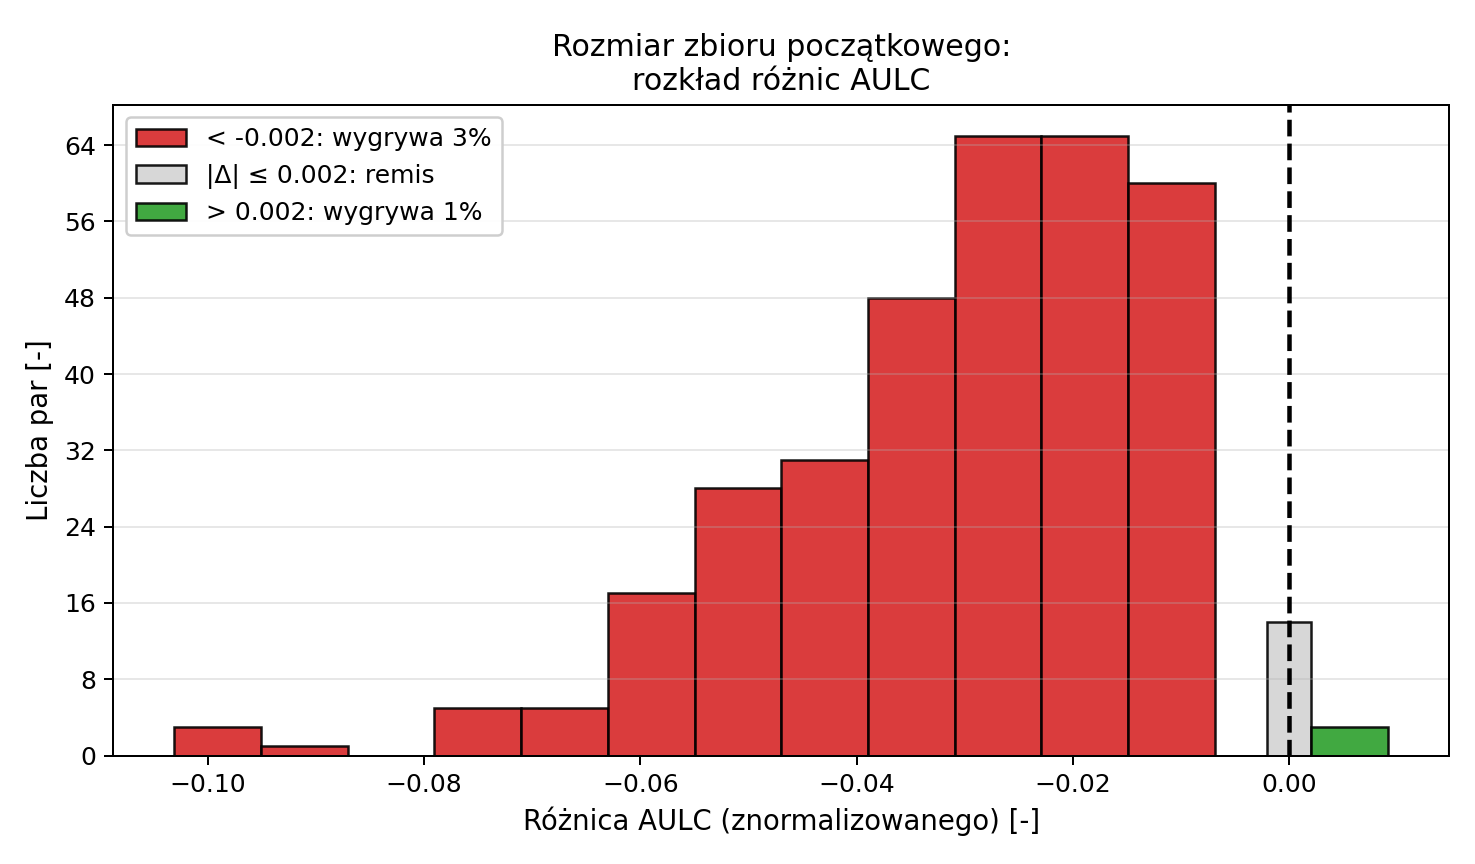 Rozmiar zbioru początkowego:
rozkład różnic AULC
< -0.002: wygrywa 3%
|Δ| ≤ 0.002: remis
> 0.002: wygrywa 1%
Liczba par [-]
64
56
48
40
32
24
16
8
0
−0.10
−0.08
−0.06
−0.04
−0.02
0.00
Różnica AULC (znormalizowanego) [-]